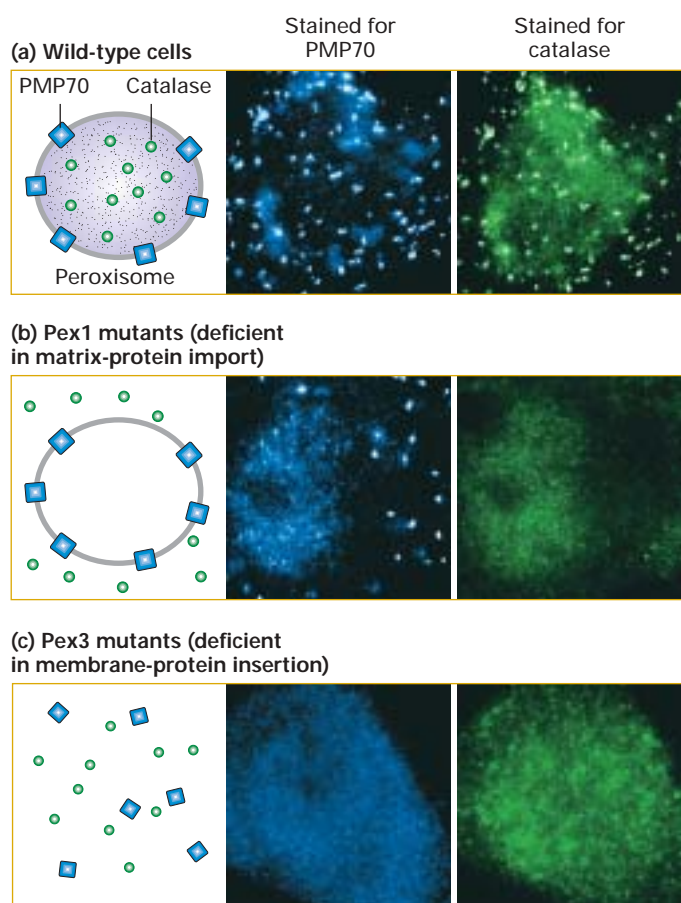 Stained for
PMP70
Stained for
catalase
(a) Wild-type cells
PMP70
Catalase
Peroxisome
(b) Pex1 mutants (deficient
in matrix-protein import)
(c) Pex3 mutants (deficient
in membrane-protein insertion)